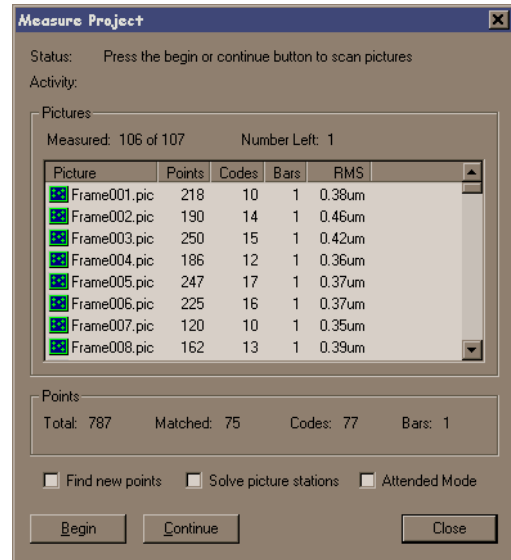 Measure Project
Status: Press the begin or continue button to scan pictures
Activity:
Pictures
Measured: 106 of 107 Number Left: 1
Picture Points Codes Bars RMS
Frame001.pic 218 10 1 0.38um
Frame002.pic 190 14 1 0.46um
Frame003.pic 250 15 1 0.42um
Frame004.pic 186 12 1 0.36um
Frame005.pic 247 17 1 0.37um
Frame006.pic 225 16 1 0.37um
Frame007.pic 120 10 1 0.35um
Frame008.pic 162 13 1 0.39um
Points
Total: 787 Matched: 75 Codes: 77 Bars: 1
Find new points Solve picture stations Attended Mode
Begin Continue Close